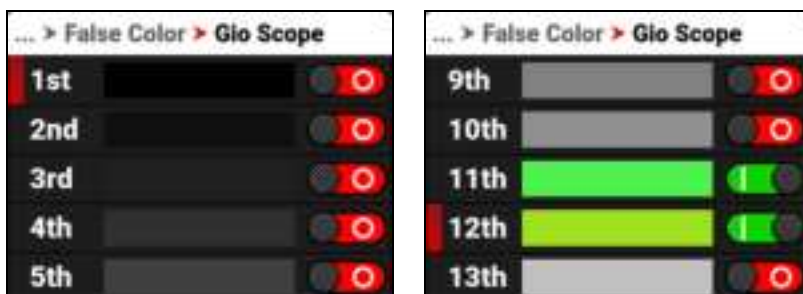 ... > False Color > Gio Scope
1st
2nd
3rd
4th
5th
... > False Color > Gio Scope
9th
10th
11th
12th
13th